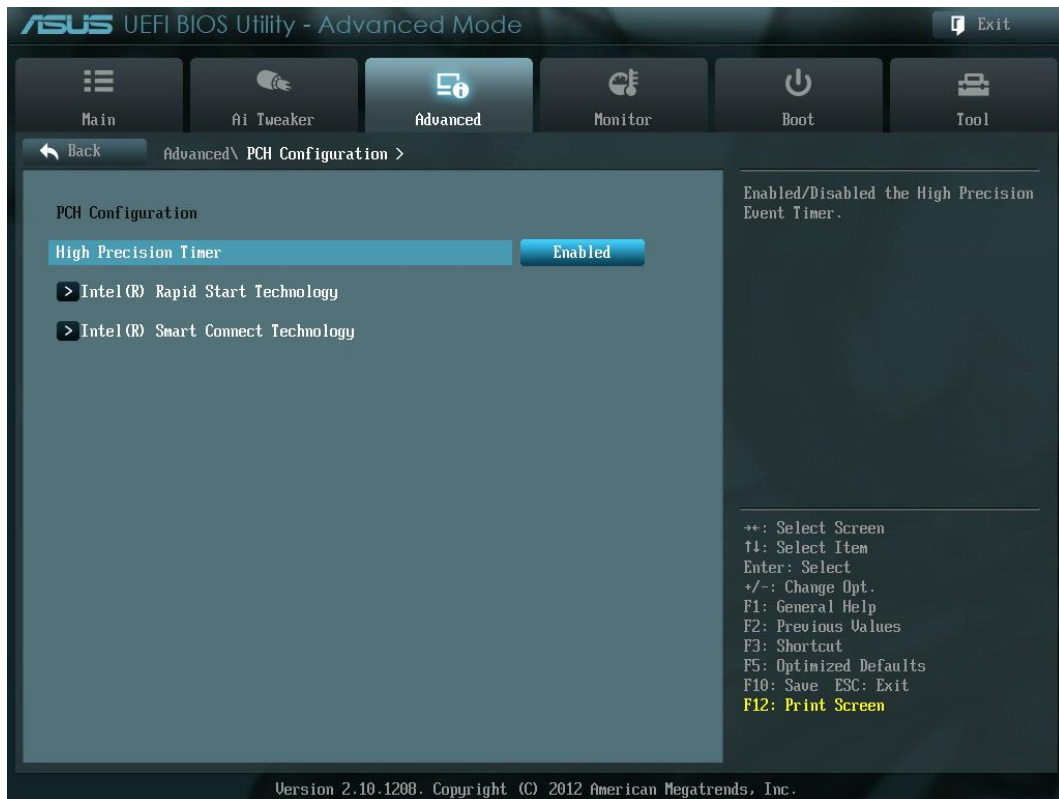 ASUS UEFI BIOS Utility - Advanced Mode
Exit
Main
Ai Tweaker
Advanced
Monitor
Boot
Tool
Back
Advanced\ PCH Configuration >
PCH Configuration
High Precision Timer
Enabled
> Intel(R) Rapid Start Technology
> Intel(R) Smart Connect Technology
Enabled/Disabled the High Precision
Event Timer.
→←: Select Screen
↑↓: Select Item
Enter: Select
+/-: Change Opt.
F1: General Help
F2: Previous Values
F3: Shortcut
F5: Optimized Defaults
F10: Save ESC: Exit
F12: Print Screen
Version 2.10.1208. Copyright (C) 2012 American Megatrends, Inc.